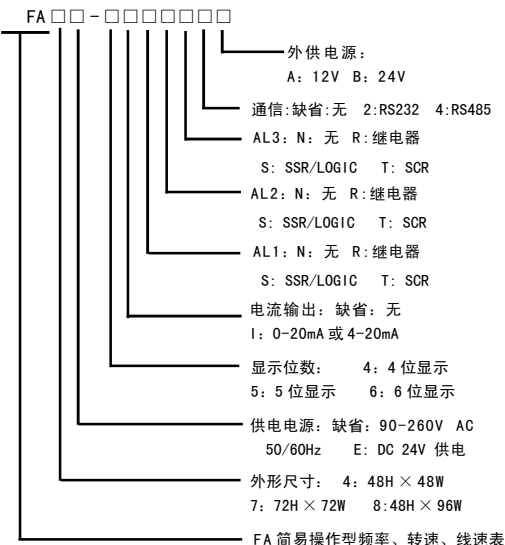 FA□□-□□□□□□□
外供电源：
A: 12V B: 24V
通信:缺省:无 2:RS232 4:RS485
AL3: N: 无 R:继电器
S: SSR/LOGIC T: SCR
AL2: N: 无 R:继电器
S: SSR/LOGIC T: SCR
AL1: N: 无 R:继电器
S: SSR/LOGIC T: SCR
电流输出：缺省：无
I: 0-20mA或4-20mA
显示位数： 4: 4位显示
5: 5位显示 6: 6位显示
供电电源：缺省: 90-260V AC
50/60Hz E: DC 24V 供电
外形尺寸： 4: 48H×48W
7: 72H×72W 8:48H×96W
FA 简易操作型频率、转速、线速表